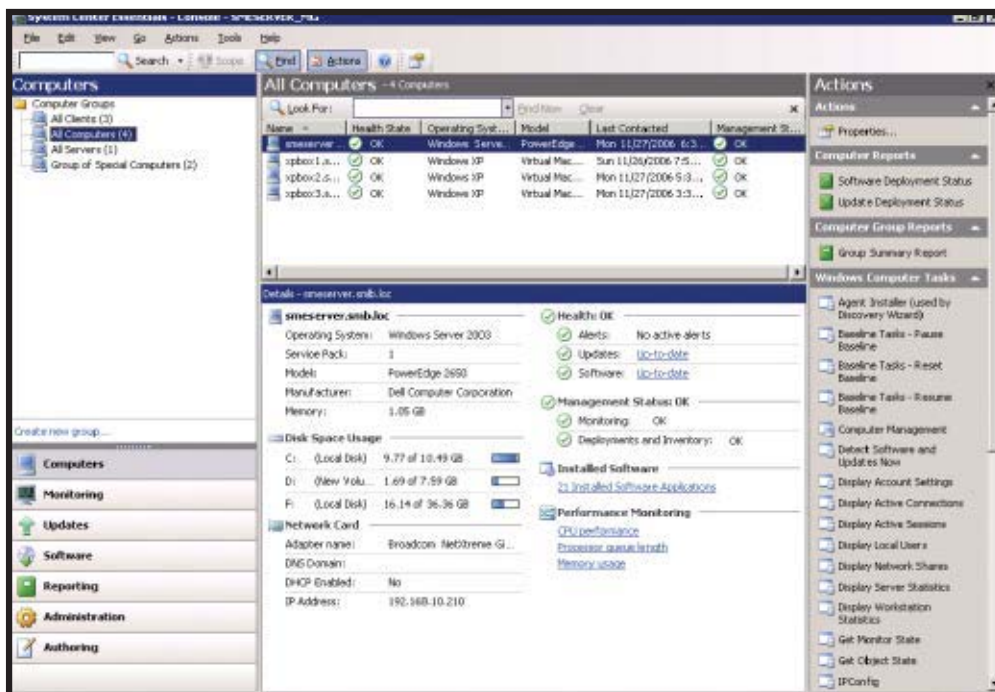 System Center Essentials - Console - SMESERVER_MG
File Edit View Go Actions Tools Help
Search Scope Find Actions
Computers
Computer Groups
All Clients (3)
All Computers (4)
All Servers (1)
Group of Special Computers (2)
Create new group...
Computers
Monitoring
Updates
Software
Reporting
Administration
Authoring
All Computers - 4 Computers
Look For: Find Now Clear
Name Health State Operating Syst... Model Last Contacted Management St...
smeserver... OK Windows Serve... PowerEdge... Mon 11/27/2006 6:3... OK
xpbox1.s... OK Windows XP Virtual Mac... Sun 11/26/2006 7:5... OK
xpbox2.s... OK Windows XP Virtual Mac... Mon 11/27/2006 5:3... OK
xpbox3.s... OK Windows XP Virtual Mac... Mon 11/27/2006 3:3... OK
Details - smeserver.smb.loc
smeserver.smb.loc
Operating System: Windows Server 2003
Service Pack: 1
Model: PowerEdge 2650
Manufacturer: Dell Computer Corporation
Memory: 1.05 GB
Disk Space Usage
C: (Local Disk) 9.77 of 10.49 GB
D: (New Volu... 1.69 of 7.59 GB
F: (Local Disk) 16.14 of 36.36 GB
Network Card
Adapter name: Broadcom NetXtreme Gi...
DNS Domain:
DHCP Enabled: No
IP Address: 192.168.10.210
Health: OK
Alerts: No active alerts
Updates: Up-to-date
Software: Up-to-date
Management Status: OK
Monitoring: OK
Deployments and Inventory: OK
Installed Software
21 Installed Software Applications
Performance Monitoring
CPU performance
Processor queue length
Memory usage
Actions
Actions
Properties...
Computer Reports
Software Deployment Status
Update Deployment Status
Computer Group Reports
Group Summary Report
Windows Computer Tasks
Agent Installer (used by
Discovery Wizard)
Baseline Tasks - Pause
Baseline
Baseline Tasks - Reset
Baseline
Baseline Tasks - Resume
Baseline
Computer Management
Detect Software and
Updates Now
Display Account Settings
Display Active Connections
Display Active Sessions
Display Local Users
Display Network Shares
Display Server Statistics
Display Workstation
Statistics
Get Monitor State
Get Object State
IPConfig